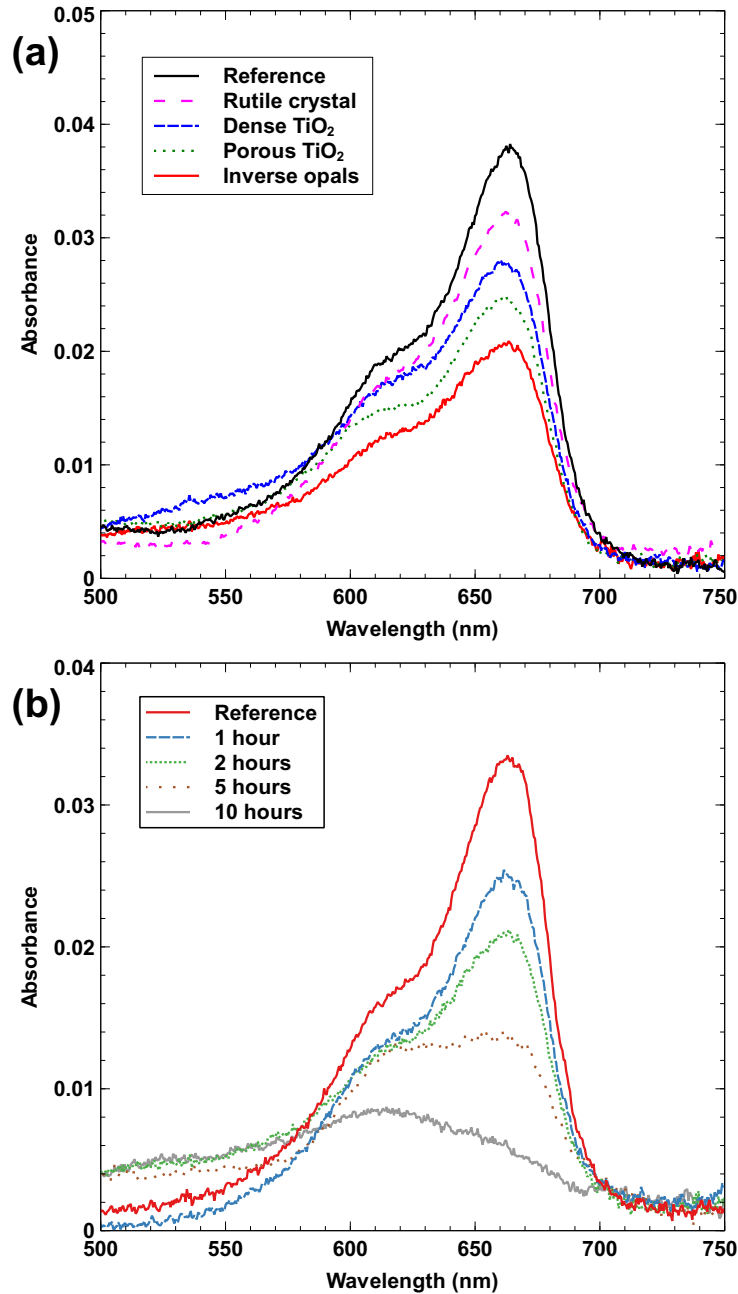 (a)
Reference
Rutile crystal
Dense TiO₂
Porous TiO₂
Inverse opals
0.05
0.04
0.03
0.02
0.01
0
Absorbance
500 550 600 650 700 750
Wavelength (nm)
(b)
Reference
1 hour
2 hours
5 hours
10 hours
0.04
0.03
0.02
0.01
0
Absorbance
500 550 600 650 700 750
Wavelength (nm)